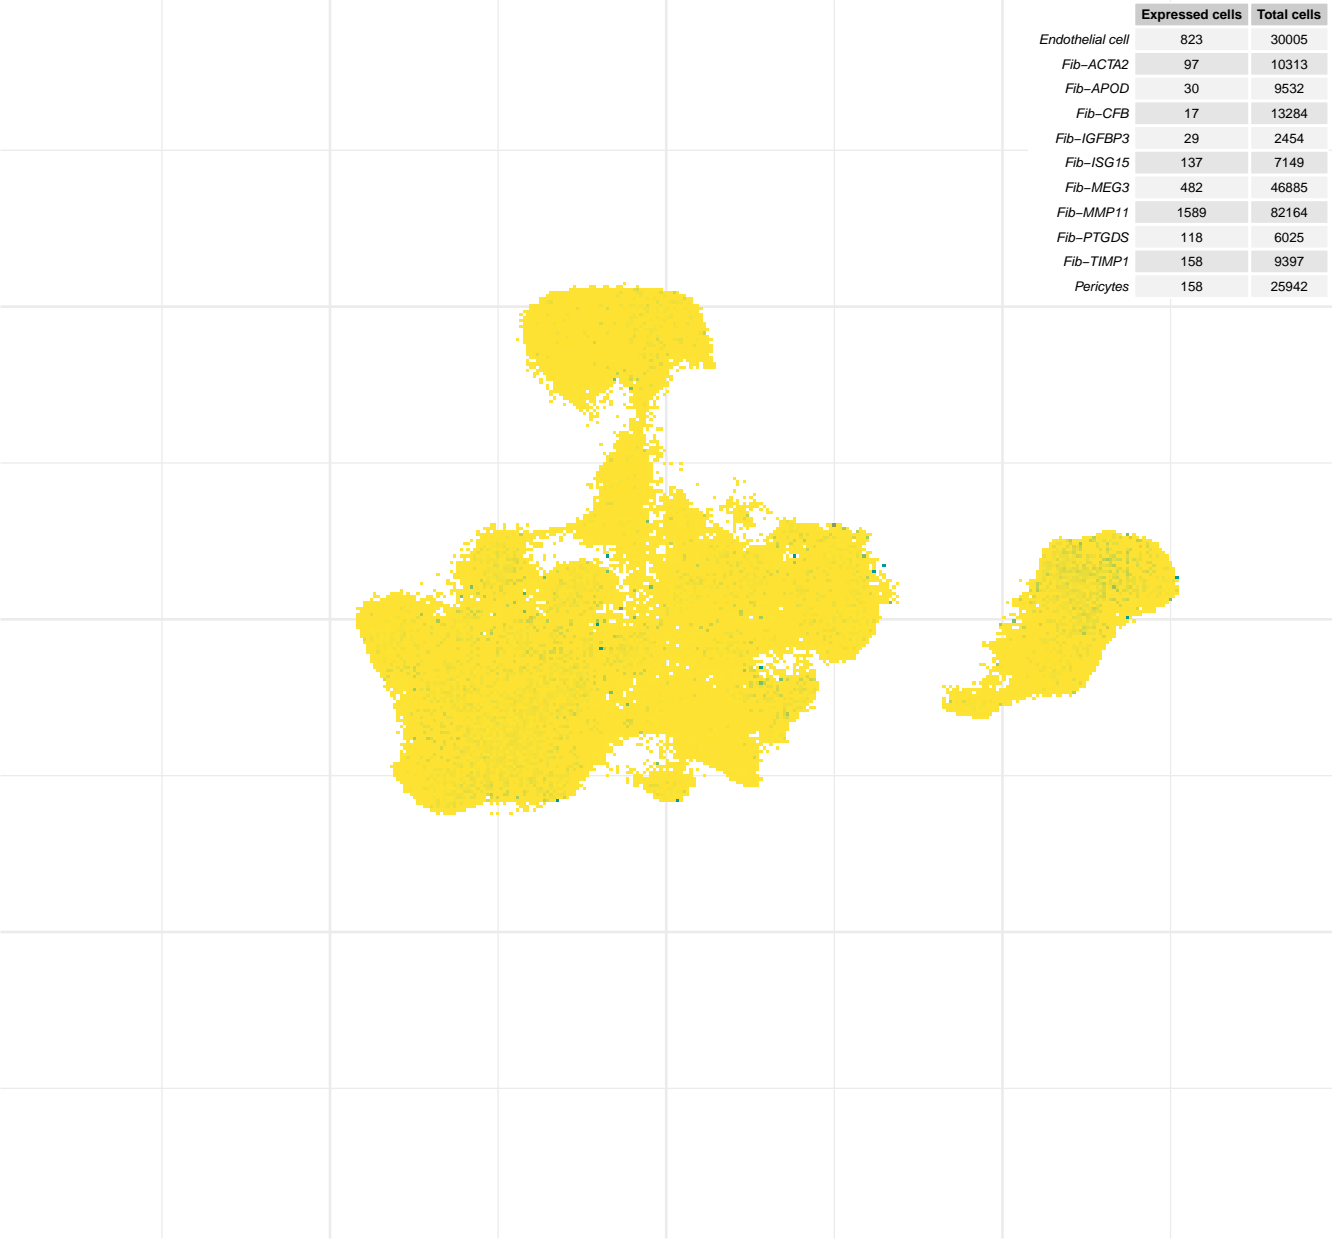 Expressed cells Total cells
Endothelial cell 823 30005
Fib−ACTA2 97 10313
Fib−APOD 30 9532
Fib−CFB 17 13284
Fib−IGFBP3 29 2454
Fib−ISG15 137 7149
Fib−MEG3 482 46885
Fib−MMP11 1589 82164
Fib−PTGDS 118 6025
Fib−TIMP1 158 9397
Pericytes 158 25942